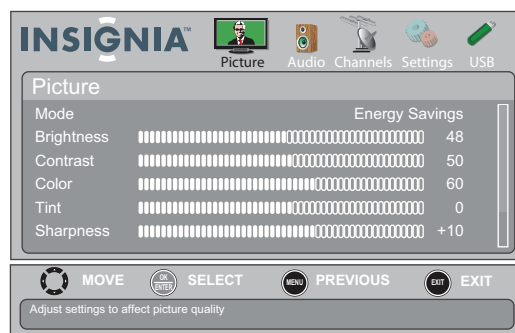 INSIGNIA™
Picture Audio Channels Settings USB
Picture
Mode Energy Savings
Brightness 48
Contrast 50
Color 60
Tint 0
Sharpness +10
MOVE OK ENTER SELECT MENU PREVIOUS EXIT EXIT
Adjust settings to affect picture quality